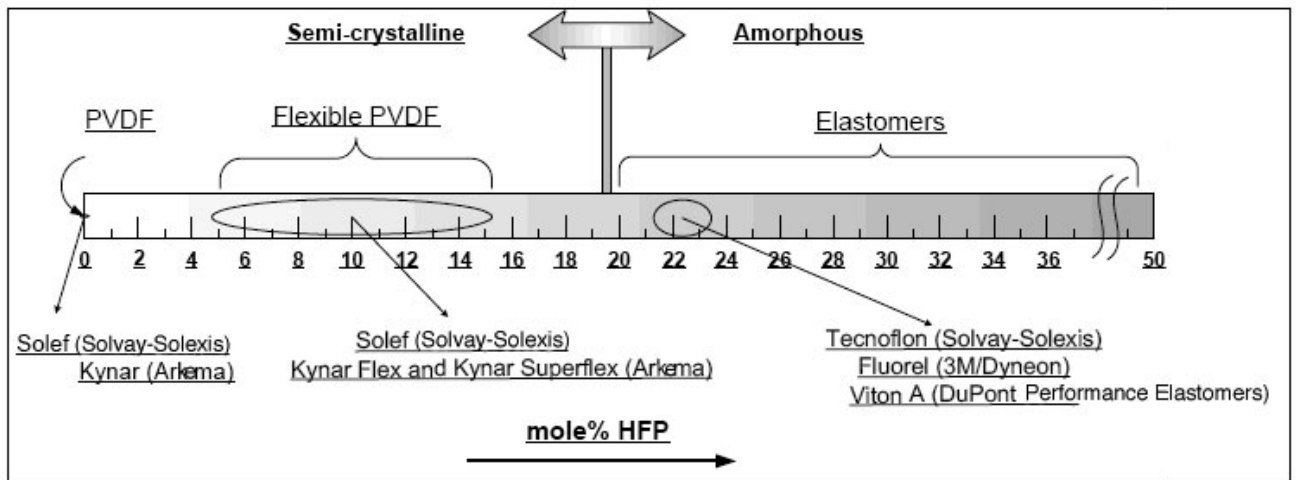 Semi-crystalline Amorphous
PVDF Flexible PVDF Elastomers
0 2 4 6 8 10 12 14 16 18 20 22 24 26 28 30 32 34 36 50
Solef (Solvay-Solexis) Solef (Solvay-Solexis) Tecnoflon (Solvay-Solexis)
Kynar (Arkema) Kynar Flex and Kynar Superflex (Arkema) Fluorel (3M/Dyneon)
Viton A (DuPont Performance Elastomers)
mole% HFP